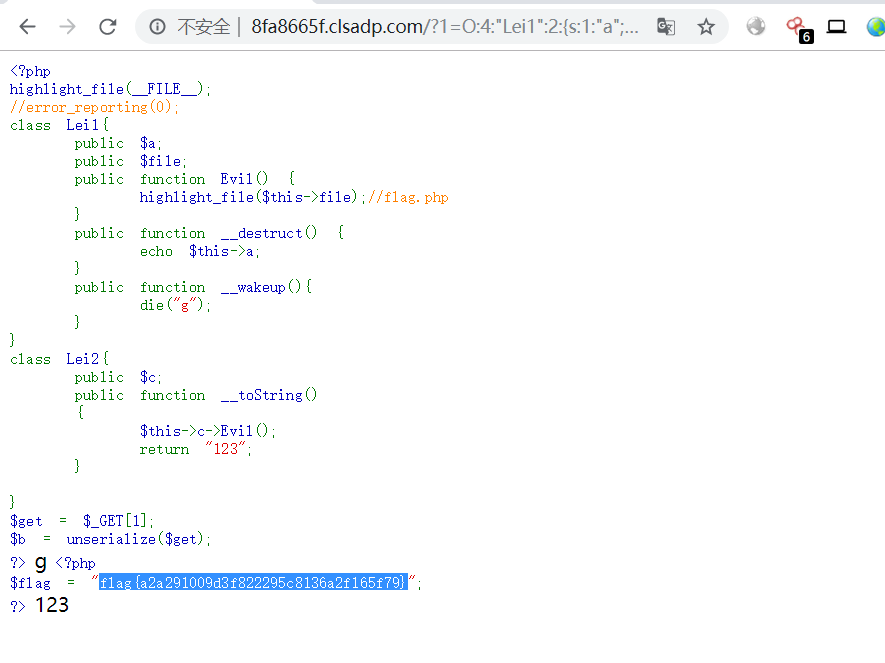 不安全 | 8fa8665f.clsadp.com/?1=O:4:"Lei1":2:{s:1:"a";...
6
<?php
highlight_file(__FILE__);
//error_reporting(0);
class Lei1{
public $a;
public $file;
public function Evil() {
highlight_file($this->file);//flag.php
}
public function __destruct() {
echo $this->a;
}
public function __wakeup(){
die("g");
}
}
class Lei2{
public $c;
public function __toString()
{
$this->c->Evil();
return "123";
}
}
$get = $_GET[1];
$b = unserialize($get);
?> g <?php
$flag = "flag{a2a291009d3f822295c8136a2f165f79}";
?> 123